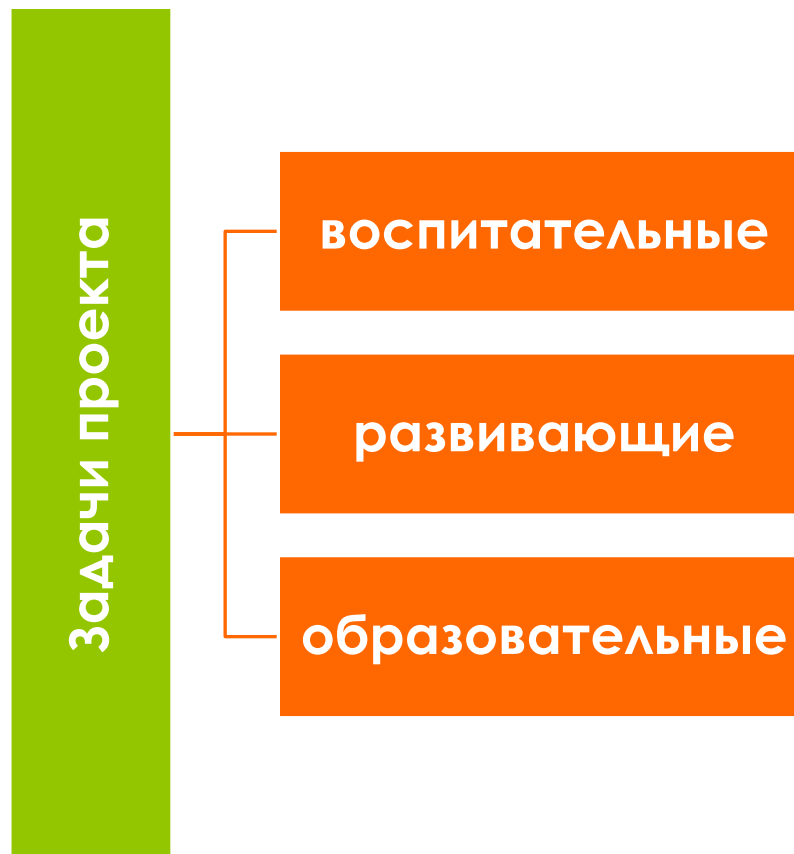 Задачи проекта
воспитательные
развивающие
образовательные